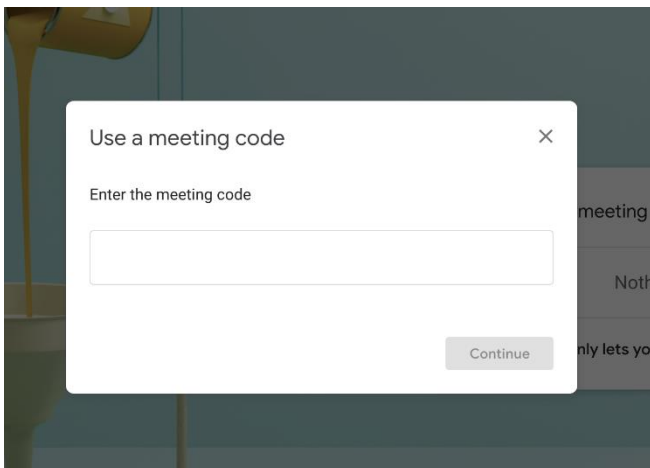 Use a meeting code
Enter the meeting code
meeting
Noth
nly lets yo
Continue